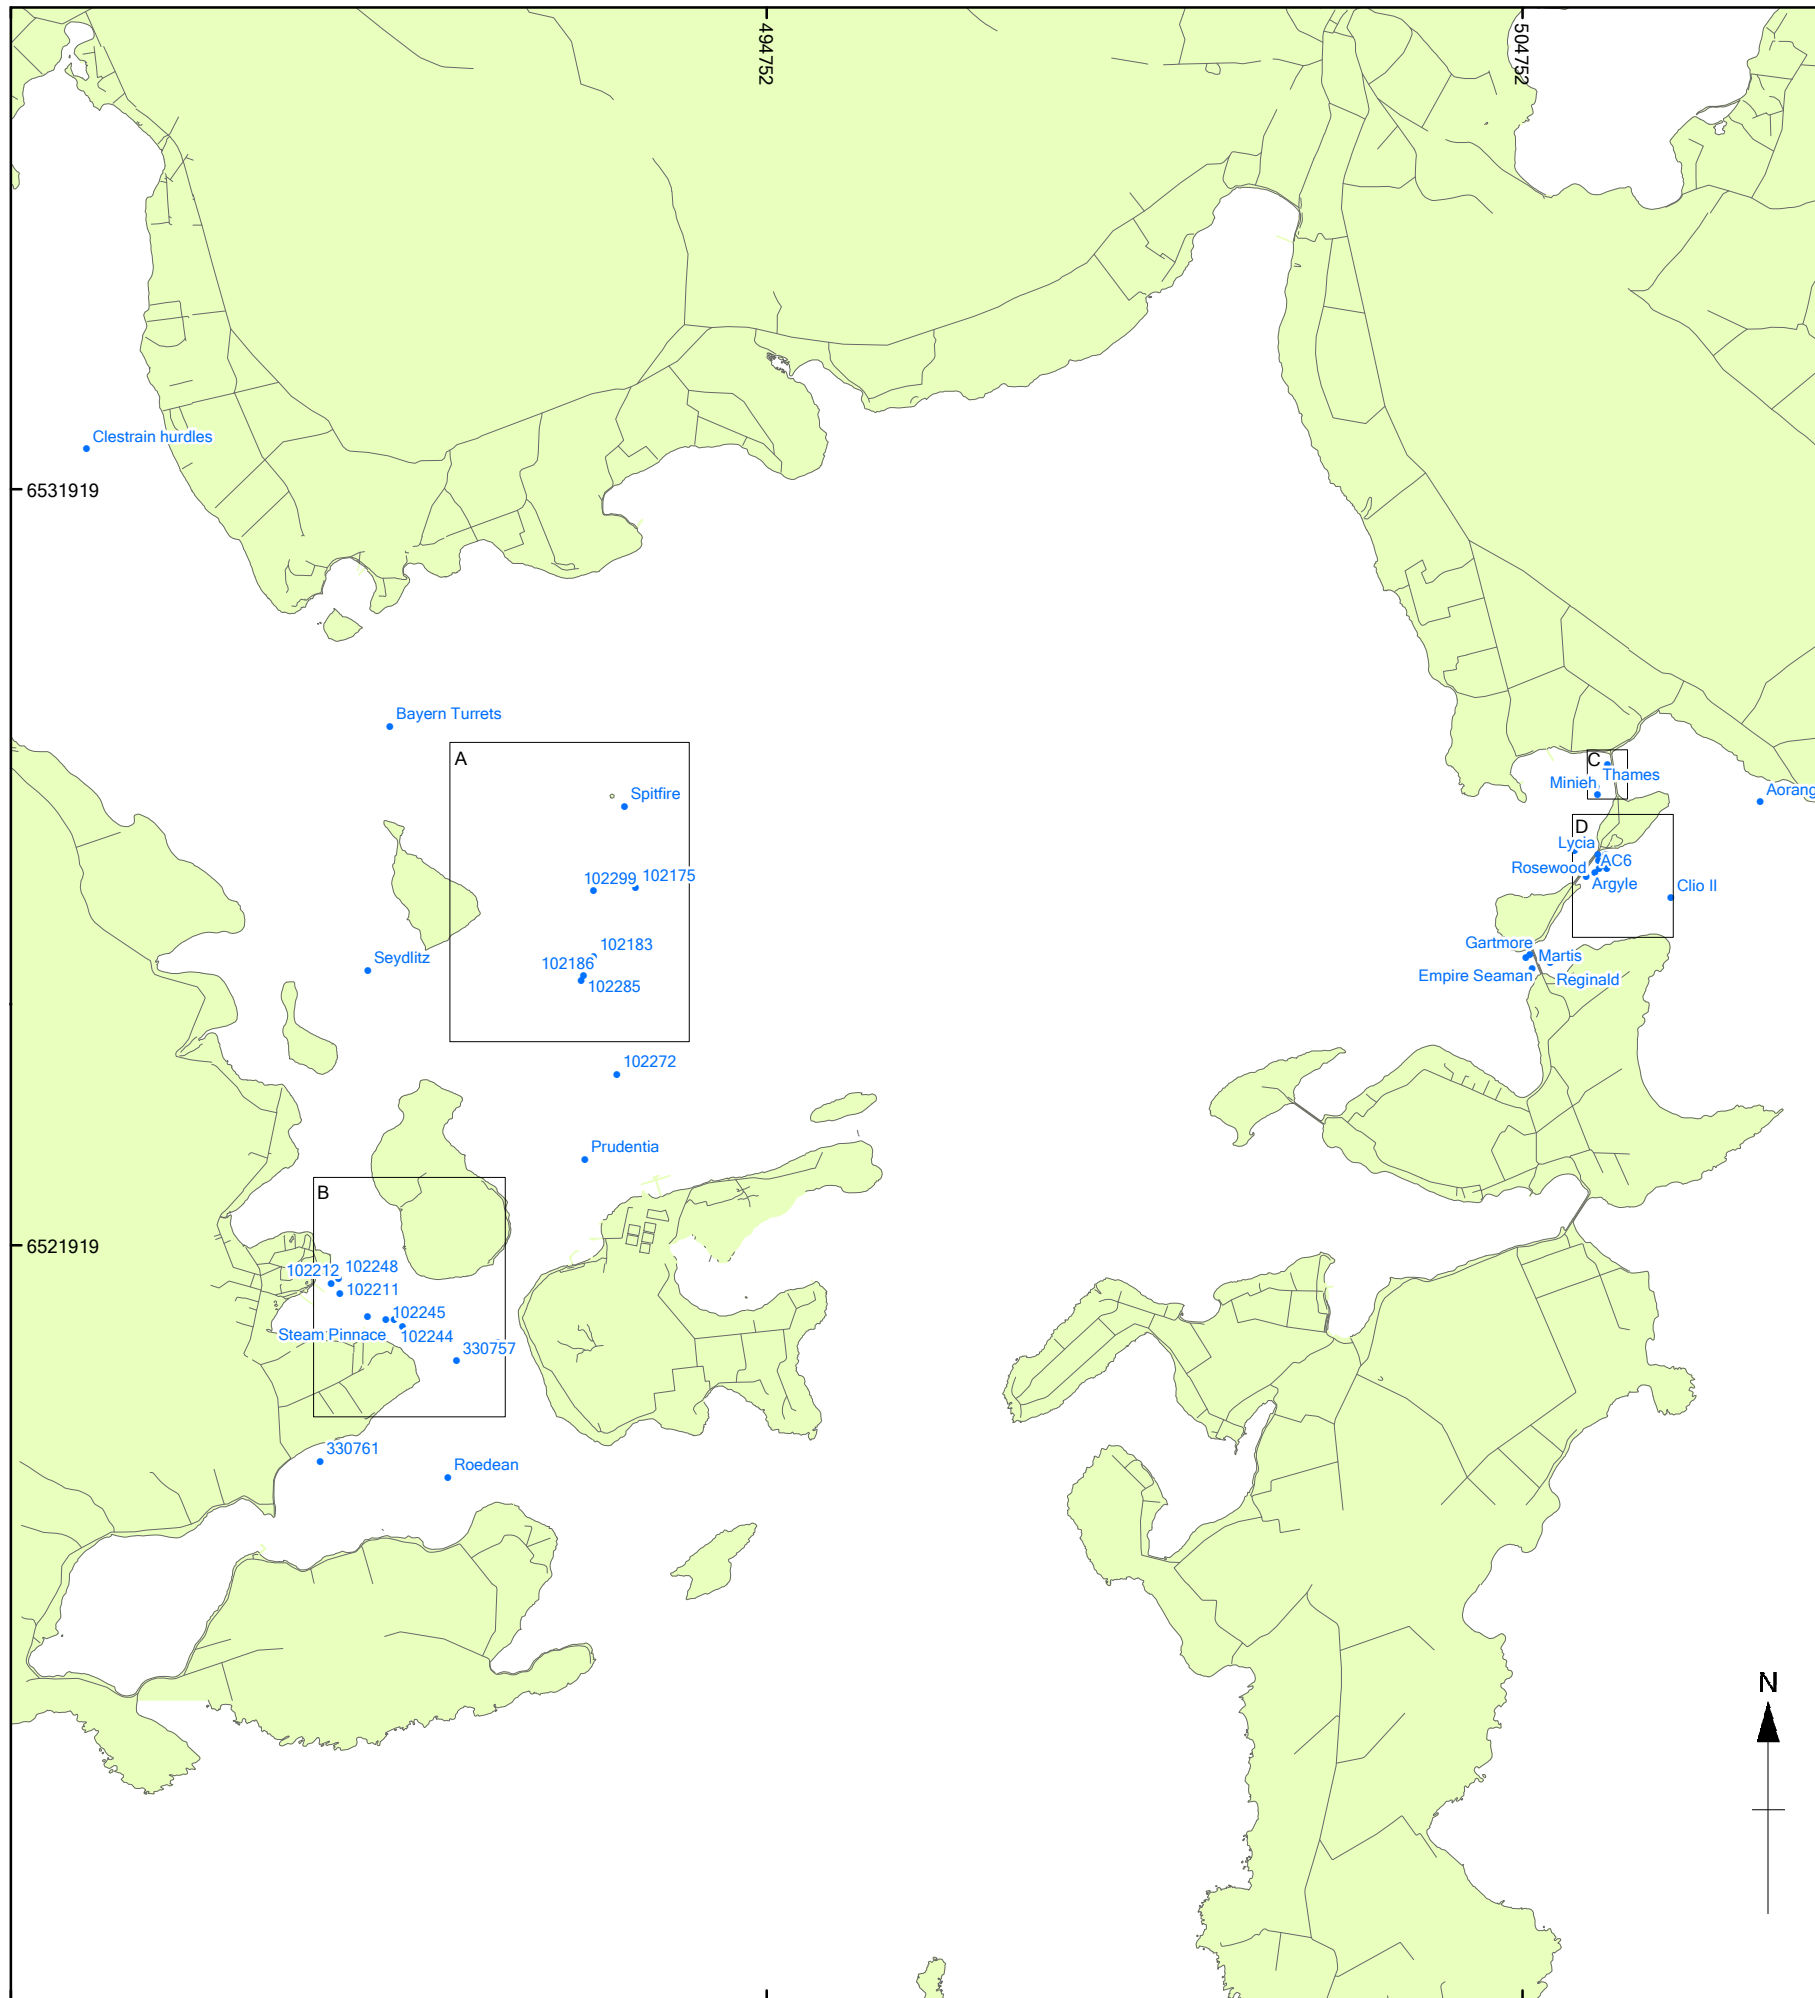 494752
504752
Clestrain hurdles
6531919
Bayern Turrets
A
C
Thames
Minieh
Spitfire
Aorang
D
Lycia
AC6
Rosewood
Argyle
Clio II
102299
102175
102183
102186
102285
Seydlitz
Gartmore
Martis
Empire Seaman
Reginald
102272
Prudentia
B
6521919
102212
102248
102211
102245
Steam Pinnace
102244
330757
330761
Roedean
N